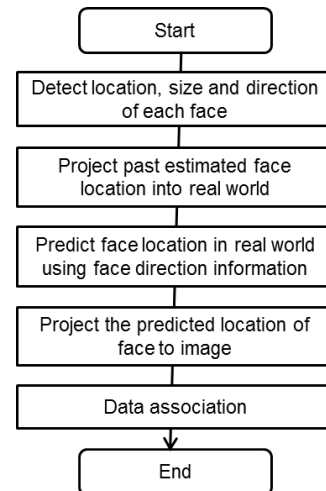 Start
Detect location, size and direction
of each face
Project past estimated face
location into real world
Predict face location in real world
using face direction information
Project the predicted location of
face to image
Data association
End